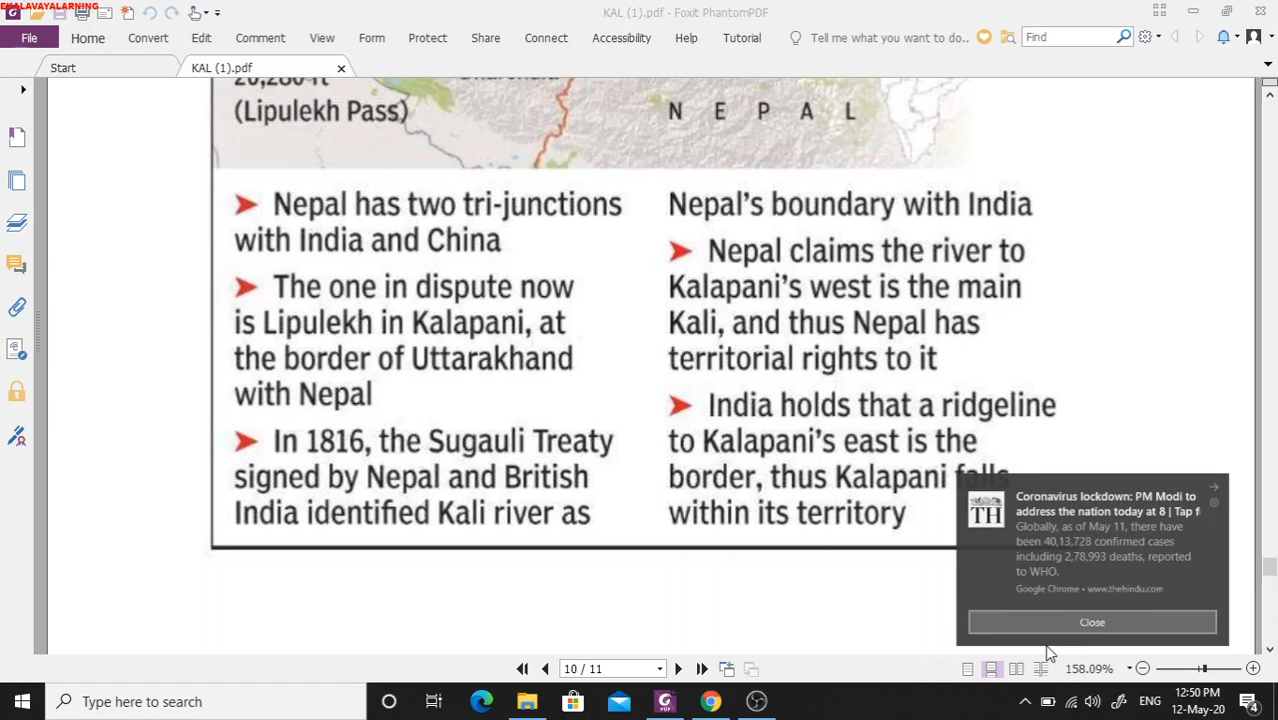 EKALAVAYALARNING
KAL (1).pdf - Foxit PhantomPDF
File Home Convert Edit Comment View Form Protect Share Connect Accessibility Help Tutorial Tell me what you want to do.. Find
Start KAL (1).pdf
(Lipulekh Pass)
NEPAL
➤ Nepal has two tri-junctions
with India and China
➤ The one in dispute now
is Lipulekh in Kalapani, at
the border of Uttarakhand
with Nepal
➤ In 1816, the Sugauli Treaty
signed by Nepal and British
India identified Kali river as
Nepal's boundary with India
➤ Nepal claims the river to
Kalapani's west is the main
Kali, and thus Nepal has
territorial rights to it
➤ India holds that a ridgeline
to Kalapani's east is the
border, thus Kalapani falls
within its territory
TH
Coronavirus lockdown: PM Modi to
address the nation today at 8 | Tap f
Globally, as of May 11, there have
been 40,13,728 confirmed cases
including 2,78,993 deaths, reported
to WHO.
Google Chrome • www.thehindu.com
Close
10 / 11
158.09%
Type here to search
ENG
12:50 PM
12-May-20
4